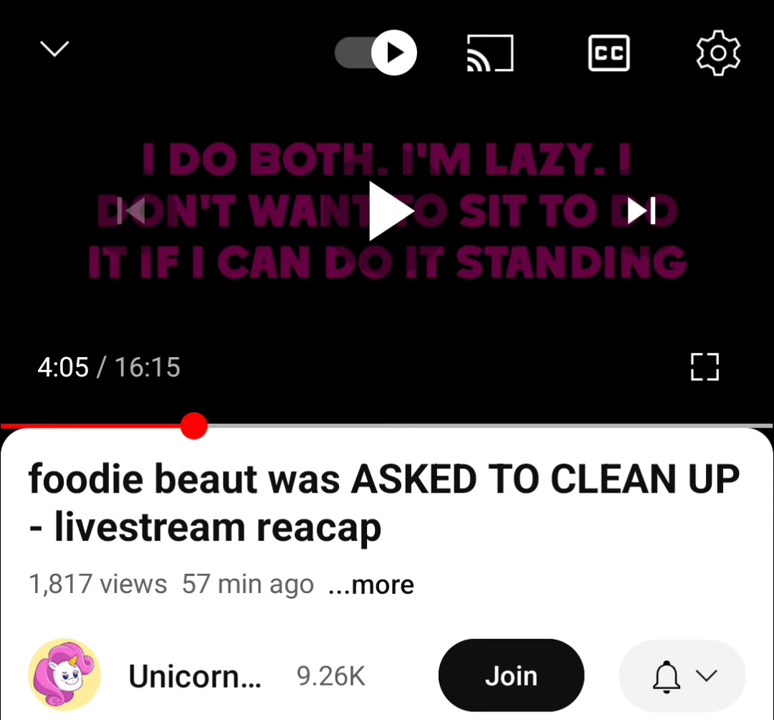 CC
I DO BOTH. I'M LAZY. I
DON'T WANT TO SIT TO DO
IT IF I CAN DO IT STANDING
4:05 / 16:15
foodie beaut was ASKED TO CLEAN UP
- livestream reacap
1,817 views 57 min ago ...more
Unicorn... 9.26K Join